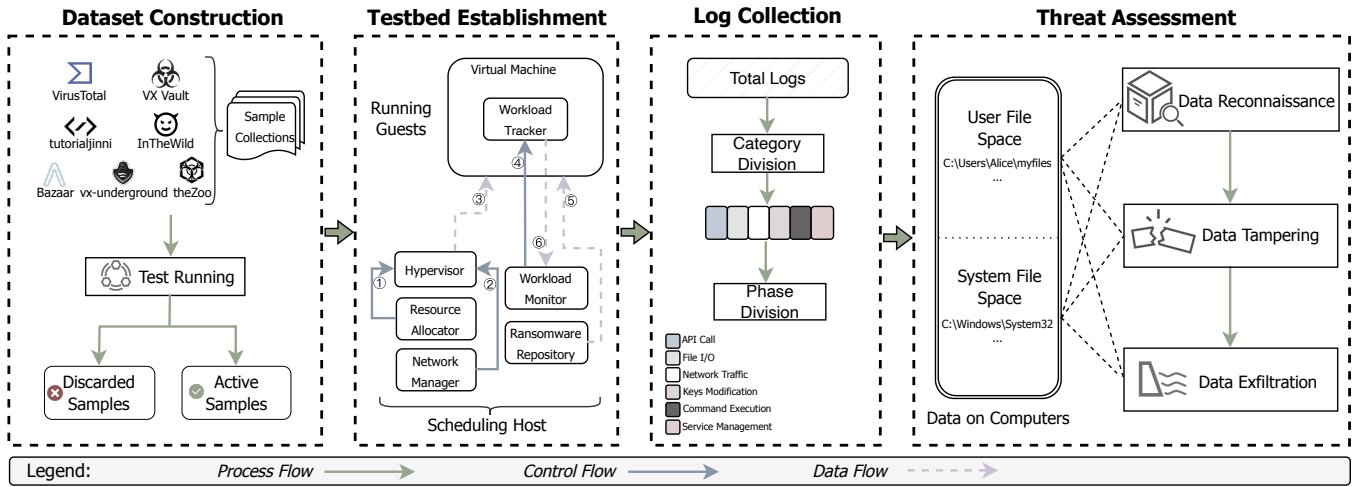 Dataset Construction
Testbed Establishment
Log Collection
Threat Assessment
VirusTotal
VX Vault
tutorialjinni
InTheWild
Bazaar
vx-underground
theZoo
Sample
Collections
Test Running
Discarded
Samples
Active
Samples
Running
Guests
Virtual Machine
Workload
Tracker
④
③
⑤
⑥
①
Hypervisor
②
Workload
Monitor
Resource
Allocator
Ransomware
Repository
Network
Manager
Scheduling Host
Total Logs
Category
Division
Phase
Division
API Call
File I/O
Network Traffic
Keys Modification
Command Execution
Service Management
User File
Space
C:\Users\Alice\myfiles
...
System File
Space
C:\Windows\System32
...
Data on Computers
Data Reconnaissance
Data Tampering
Data Exfiltration
Legend:
Process Flow
Control Flow
Data Flow